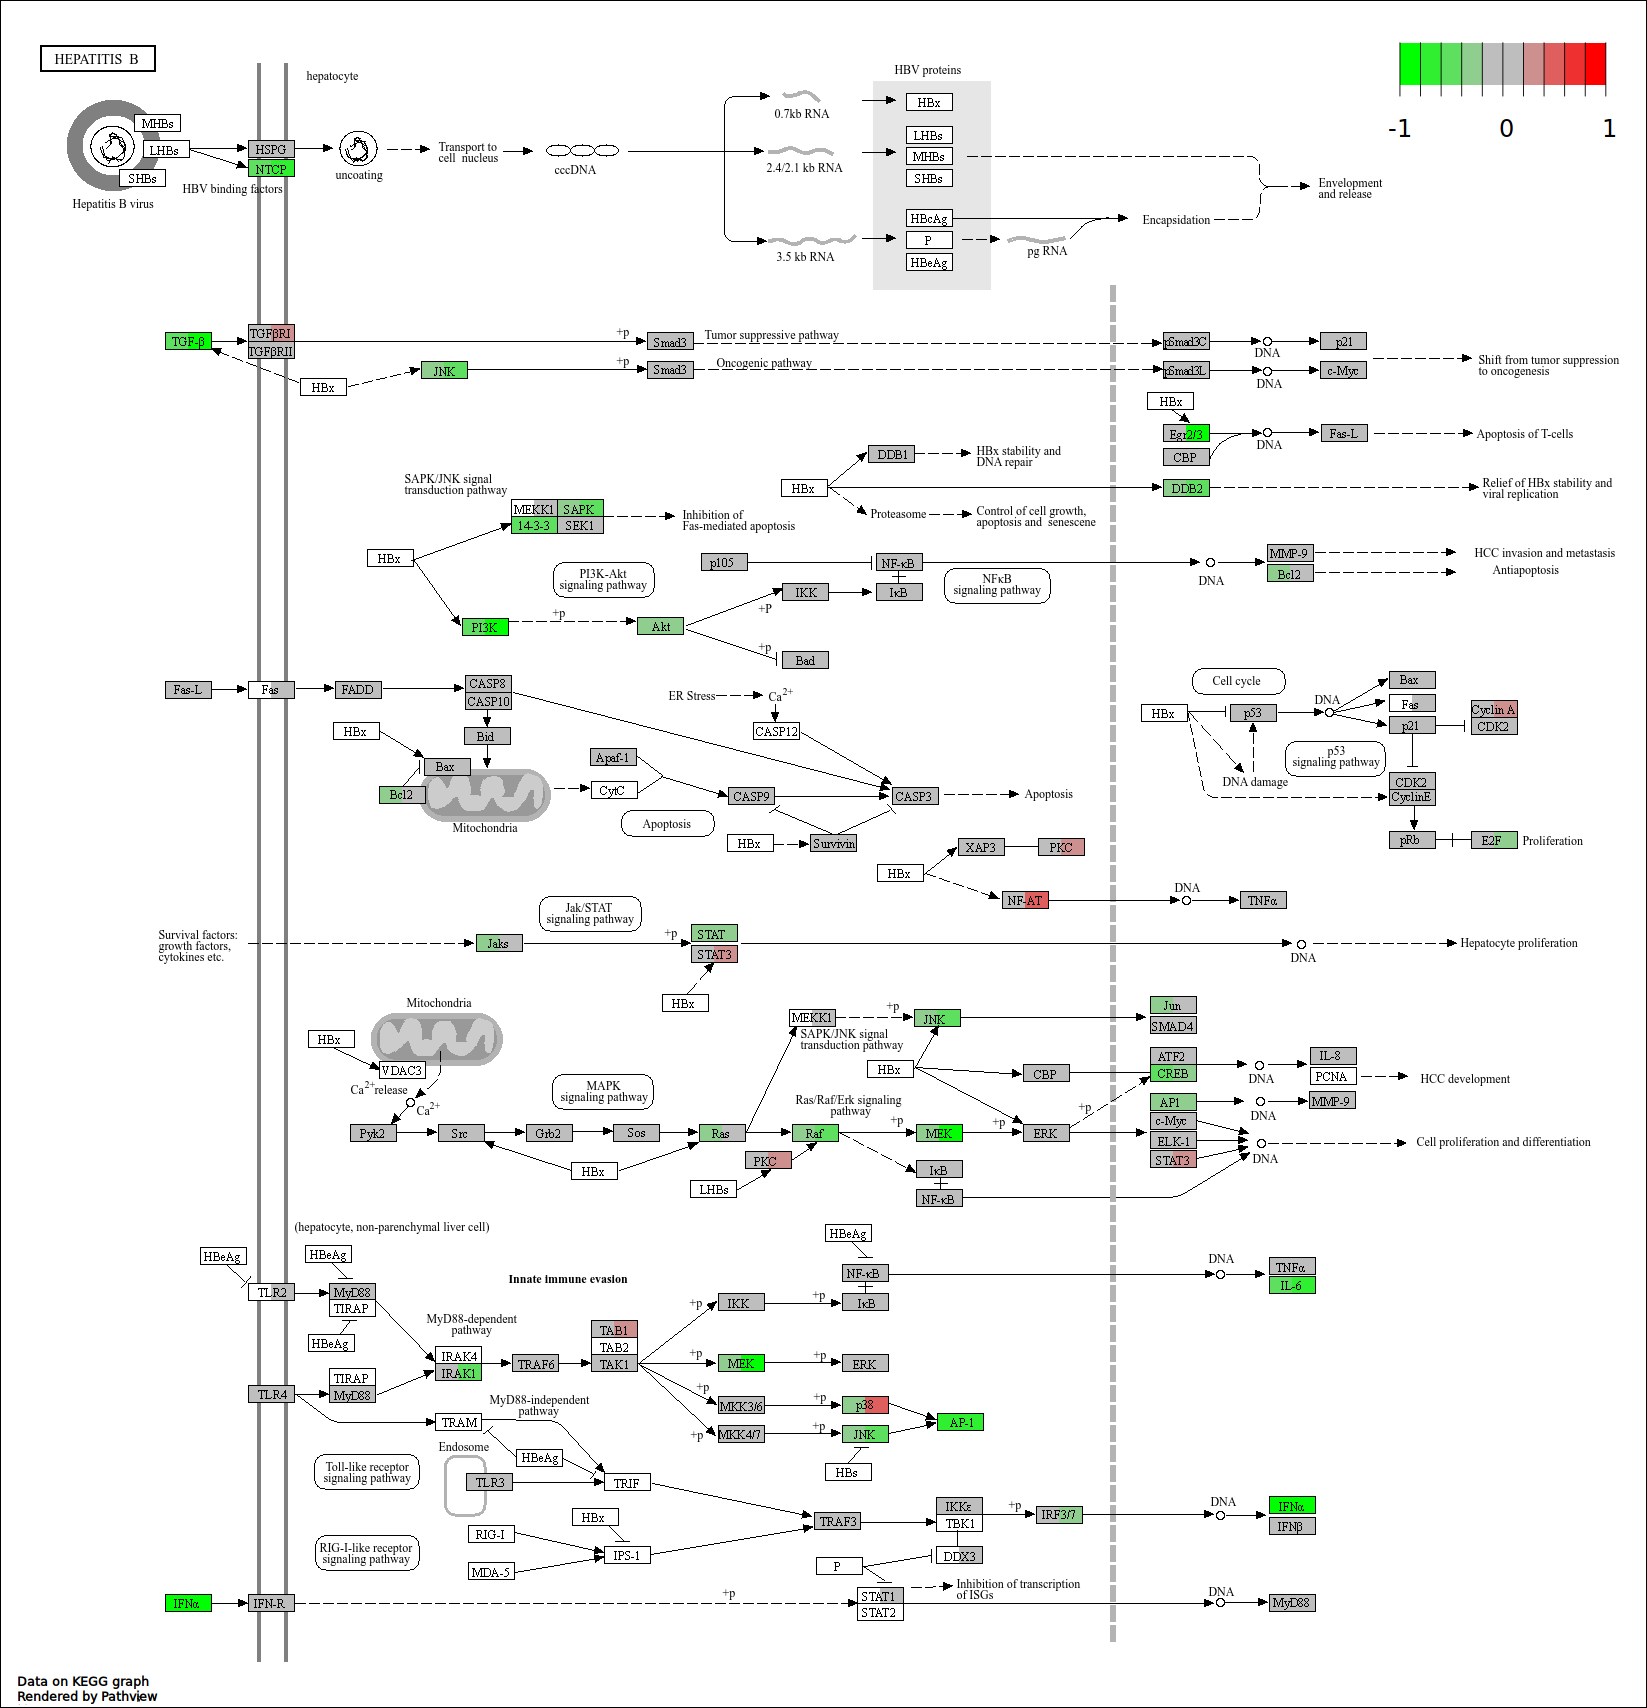 HEPATITIS B
hepatocyte
HBV proteins
-1 0 1
MHBs
LHBs
SHBs
Hepatitis B virus
HSPG
NTCP
HBV binding factors
uncoating
Transport to
cell nucleus
cccDNA
0.7kb RNA
2.4/2.1 kb RNA
3.5 kb RNA
HBx
LHBs
MHBs
SHBs
HBcAg
P
HBeAg
pg RNA
Encapsidation
Envelopment
and release
TGF-β
TGFβRI
TGFβRII
HBx
JNK
+p
Smad3
Tumor suppressive pathway
+p
Smad3
Oncogenic pathway
pSmad3C
DNA
p21
pSmad3L
DNA
c-Myc
Shift from tumor suppression
to oncogenesis
HBx
Egr2/3
CBP
DNA
Fas-L
Apoptosis of T-cells
DDB1
HBx stability and
DNA repair
HBx
DDB2
Relief of HBx stability and
viral replication
Proteasome
Control of cell growth,
apoptosis and senescene
SAPK/JNK signal
transduction pathway
MEKK1
SAPK
14-3-3
SEK1
Inhibition of
Fas-mediated apoptosis
HBx
PI3K-Akt
signaling pathway
PI3K
+p
Akt
p105
NF-κB
IKK
IκB
+P
+p
Bad
NFκB
signaling pathway
DNA
MMP-9
Bcl2
HCC invasion and metastasis
Antiapoptosis
Fas-L
Fas
FADD
CASP8
CASP10
Bid
HBx
Bax
Bcl2
Mitochondria
ER Stress
Ca2+
CASP12
Apaf-1
CytC
CASP9
CASP3
Apoptosis
Apoptosis
HBx
Survivin
Cell cycle
HBx
p53
DNA
Bax
Fas
p21
Cyclin A
CDK2
DNA damage
p53
signaling pathway
CDK2
CyclinE
pRb
E2F
Proliferation
XAP3
PKC
HBx
NF-AT
DNA
TNFα
Jak/STAT
signaling pathway
Survival factors:
growth factors,
cytokines etc.
Jaks
+p
STAT
STAT3
HBx
DNA
Hepatocyte proliferation
Mitochondria
HBx
VDAC3
Ca2+release
Ca2+
MAPK
signaling pathway
Pyk2
Src
Grb2
Sos
Ras
HBx
MEKK1
+p
JNK
SAPK/JNK signal
transduction pathway
HBx
CBP
Ras/Raf/Erk signaling
pathway
Raf
+p
MEK
+p
ERK
+p
PKC
LHBs
IκB
NF-κB
Jun
SMAD4
ATF2
CREB
AP1
c-Myc
ELK-1
STAT3
DNA
IL-8
PCNA
HCC development
DNA
MMP-9
DNA
Cell proliferation and differentiation
(hepatocyte, non-parenchymal liver cell)
HBeAg
HBeAg
TLR2
MyD88
TIRAP
HBeAg
Innate immune evasion
MyD88-dependent
pathway
IRAK4
IRAK1
TRAF6
TAB1
TAB2
TAK1
TLR4
TIRAP
MyD88
TRAM
MyD88-independent
pathway
HBeAg
NF-κB
+p
IKK
+p
IκB
DNA
TNFα
IL-6
+p
MEK
+p
ERK
+p
MKK3/6
+p
p38
+p
MKK4/7
+p
JNK
AP-1
HBs
Endosome
TLR3
HBeAg
TRIF
Toll-like receptor
signaling pathway
RIG-I-like receptor
signaling pathway
RIG-I
MDA-5
HBx
IPS-1
TRAF3
IKKε
TBK1
DDX3
+p
IRF3/7
DNA
IFNα
IFNβ
P
IFNα
IFN-R
+p
STAT1
STAT2
Inhibition of transcription
of ISGs
DNA
MyD88
Data on KEGG graph
Rendered by Pathview